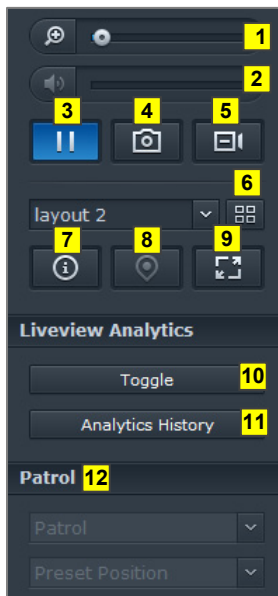 1
2
3 4 5
6
layout 2
7 8 9
Liveview Analytics
Toggle 10
Analytics History 11
Patrol 12
Patrol
Preset Position